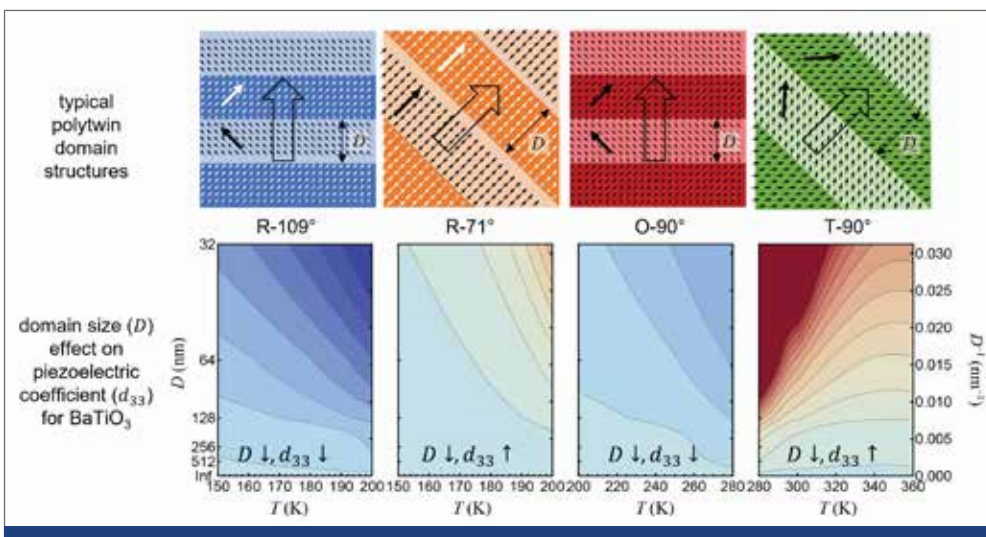 typical
polytwin
domain
structures
D
D
D
D
R-109°
R-71°
O-90°
T-90°
domain size (D)
effect on
piezoelectric
coefficient (d₃₃)
for BaTiO₃
D (nm)
32
64
128
256
512
Inf
D ↓, d₃₃ ↓
D ↓, d₃₃ ↑
D ↓, d₃₃ ↓
D ↓, d₃₃ ↑
0.030
0.025
0.020
0.015
0.010
0.005
0.000
D⁻¹ (nm⁻¹)
150 160 170 180 190 200
150 160 170 180 190 200
200 220 240 260 280
280 300 320 340 360
T (K)
T (K)
T (K)
T (K)